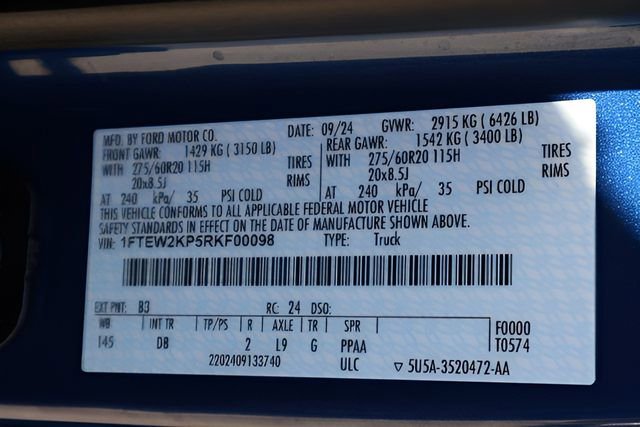 MFD. BY FORD MOTOR CO. DATE: 09/24 GVWR: 2915 KG ( 6426 LB)
FRONT GAWR: 1429 KG ( 3150 LB) REAR GAWR: 1542 KG ( 3400 LB)
WITH 275/60R20 115H TIRES WITH 275/60R20 115H TIRES
20x8.5J RIMS 20x8.5J RIMS
AT 240 kPa/ 35 PSI COLD AT 240 kPa/ 35 PSI COLD
THIS VEHICLE CONFORMS TO ALL APPLICABLE FEDERAL MOTOR VEHICLE
SAFETY STANDARDS IN EFFECT ON THE DATE OF MANUFACTURE SHOWN ABOVE.
VIN: 1FTEW2KP5RKF00098 TYPE: Truck
EXT PNT: B3 RC: 24 DSO:
WB INT TR TP/PS R AXLE TR SPR F0000
145 DB 2 L9 G PPAA T0574
2202409133740 ULC ▽ 5U5A-3520472-AA